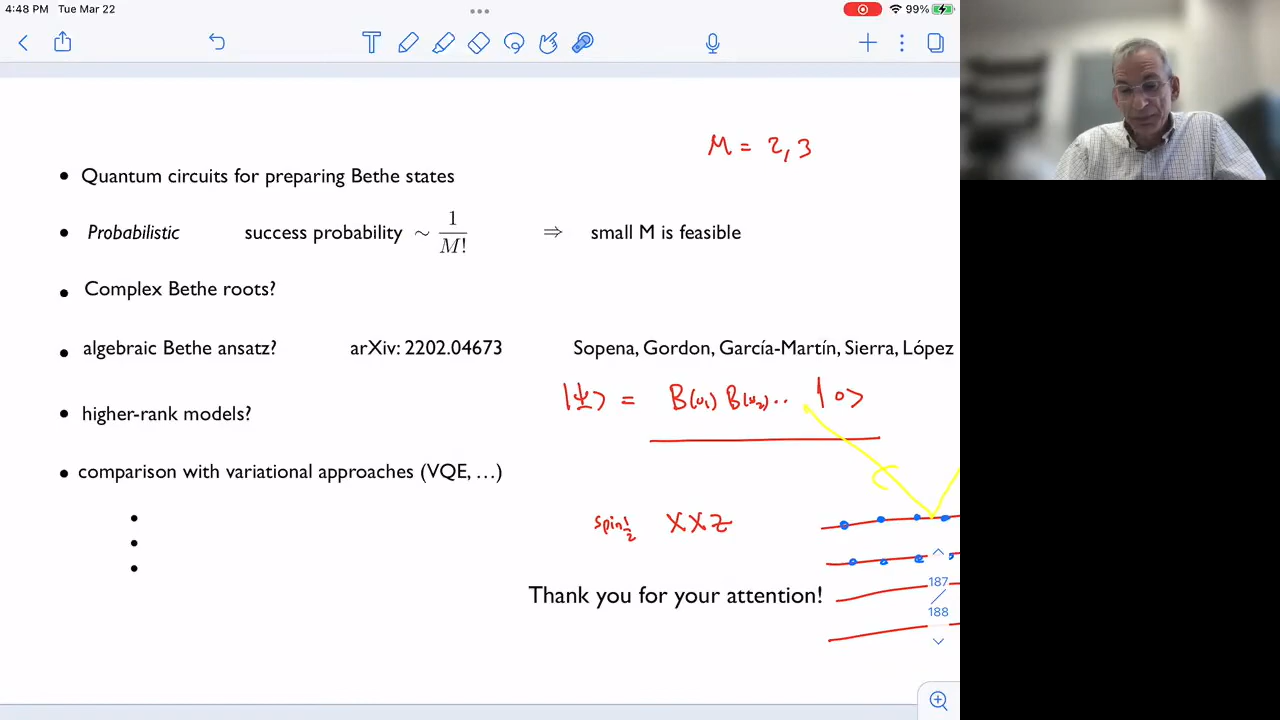 4:48 PM Tue Mar 22
99%
M = 2, 3
• Quantum circuits for preparing Bethe states
• Probabilistic success probability ∼ 1/M! ⇒ small M is feasible
• Complex Bethe roots?
• algebraic Bethe ansatz? arXiv: 2202.04673 Sopena, Gordon, García-Martín, Sierra, López
|Ψ⟩ = B(u₁) B(u₂) ·· |0⟩
• higher-rank models?
• comparison with variational approaches (VQE, …)
spin 1/2 XXZ
Thank you for your attention!
187
/
188